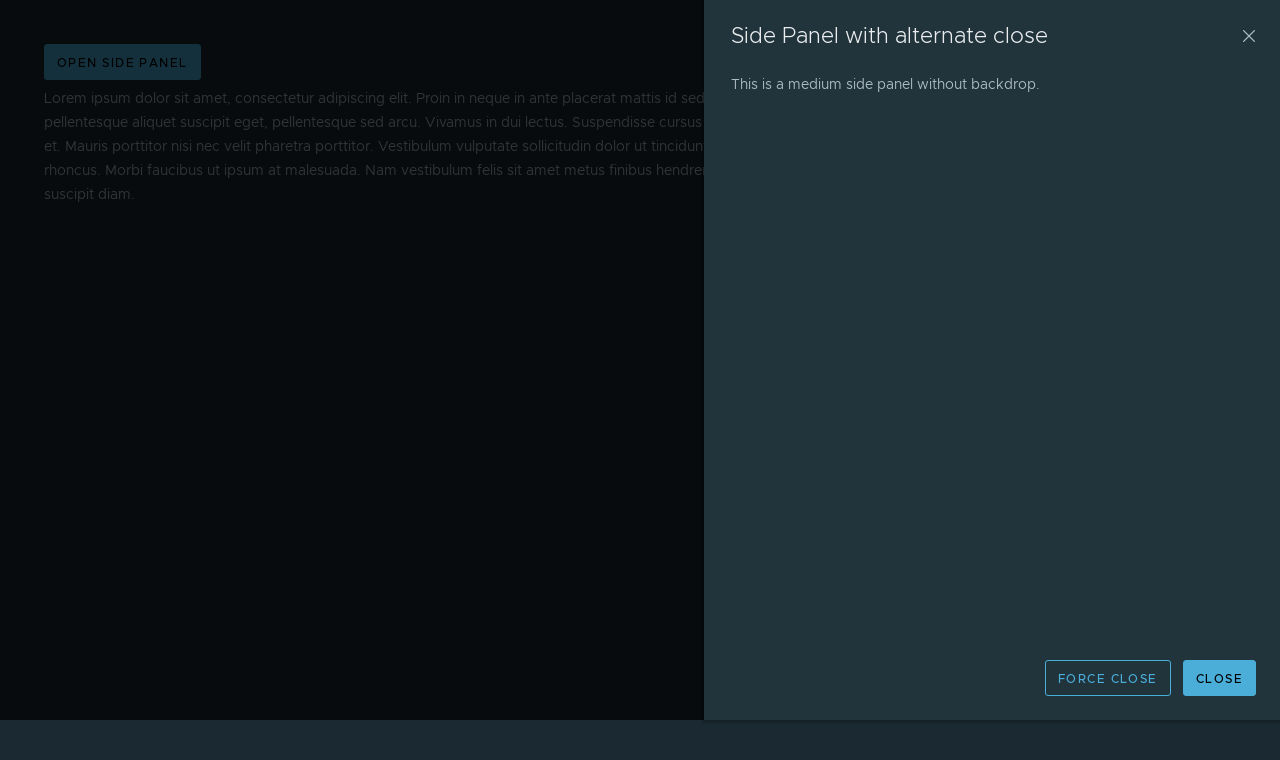 OPEN SIDE PANEL
Lorem ipsum dolor sit amet, consectetur adipiscing elit. Proin in neque in ante placerat mattis id sed
pellentesque aliquet suscipit eget, pellentesque sed arcu. Vivamus in dui lectus. Suspendisse cursus
et. Mauris porttitor nisi nec velit pharetra porttitor. Vestibulum vulputate sollicitudin dolor ut
rhoncus. Morbi faucibus ut ipsum at malesuada. Nam vestibulum felis sit amet metus finibus
suscipit diam.
Side Panel with alternate close
This is a medium side panel without backdrop.
FORCE CLOSE
CLOSE